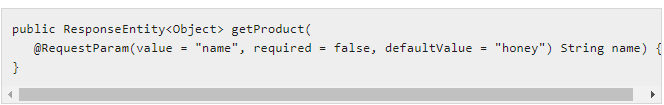 public ResponseEntity<Object> getProduct(
@RequestParam(value = "name", required = false, defaultValue = "honey") String name) {
}